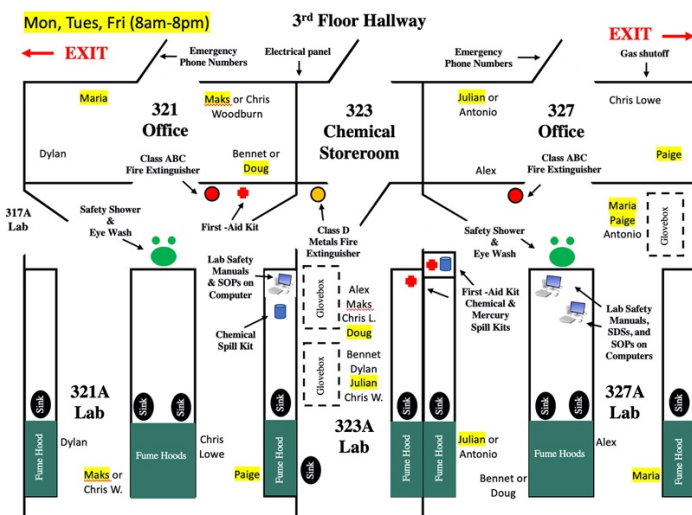 Mon, Tues, Fri (8am-8pm)
3rd Floor Hallway
EXIT
Emergency
Phone Numbers
Electrical panel
Emergency
Phone Numbers
EXIT
Gas shutoff
Maria
321
Office
Maks or Chris
Woodburn
323
Chemical
Storeroom
Julian or
Antonio
327
Office
Chris Lowe
Dylan
Bennet or
Doug
Alex
Paige
Class ABC
Fire Extinguisher
Class ABC
Fire Extinguisher
317A
Lab
Safety Shower
&
Eye Wash
First -Aid Kit
Class D
Metals Fire
Extinguisher
Safety Shower
&
Eye Wash
Maria
Paige
Antonio
Glovebox
Lab Safety
Manuals
& SOPs on
Computer
Glovebox
Alex
Maks
Chris L.
Doug
First -Aid Kit
Chemical &
Mercury
Spill Kits
Lab Safety
Manuals,
SDSs, and
SOPs on
Computers
Chemical
Spill Kit
Glovebox
Bennet
Dylan
Julian
Chris W.
Sink
321A
Lab
Sink
Sink
Sink
323A
Lab
Sink
Sink
Sink
Sink
327A
Lab
Sink
Fume Hood
Dylan
Maks or
Chris W.
Fume Hoods
Chris
Lowe
Paige
Fume Hood
Sink
Fume Hood
Fume Hood
Julian or
Antonio
Bennet or
Doug
Fume Hoods
Alex
Maria
Fume Hood